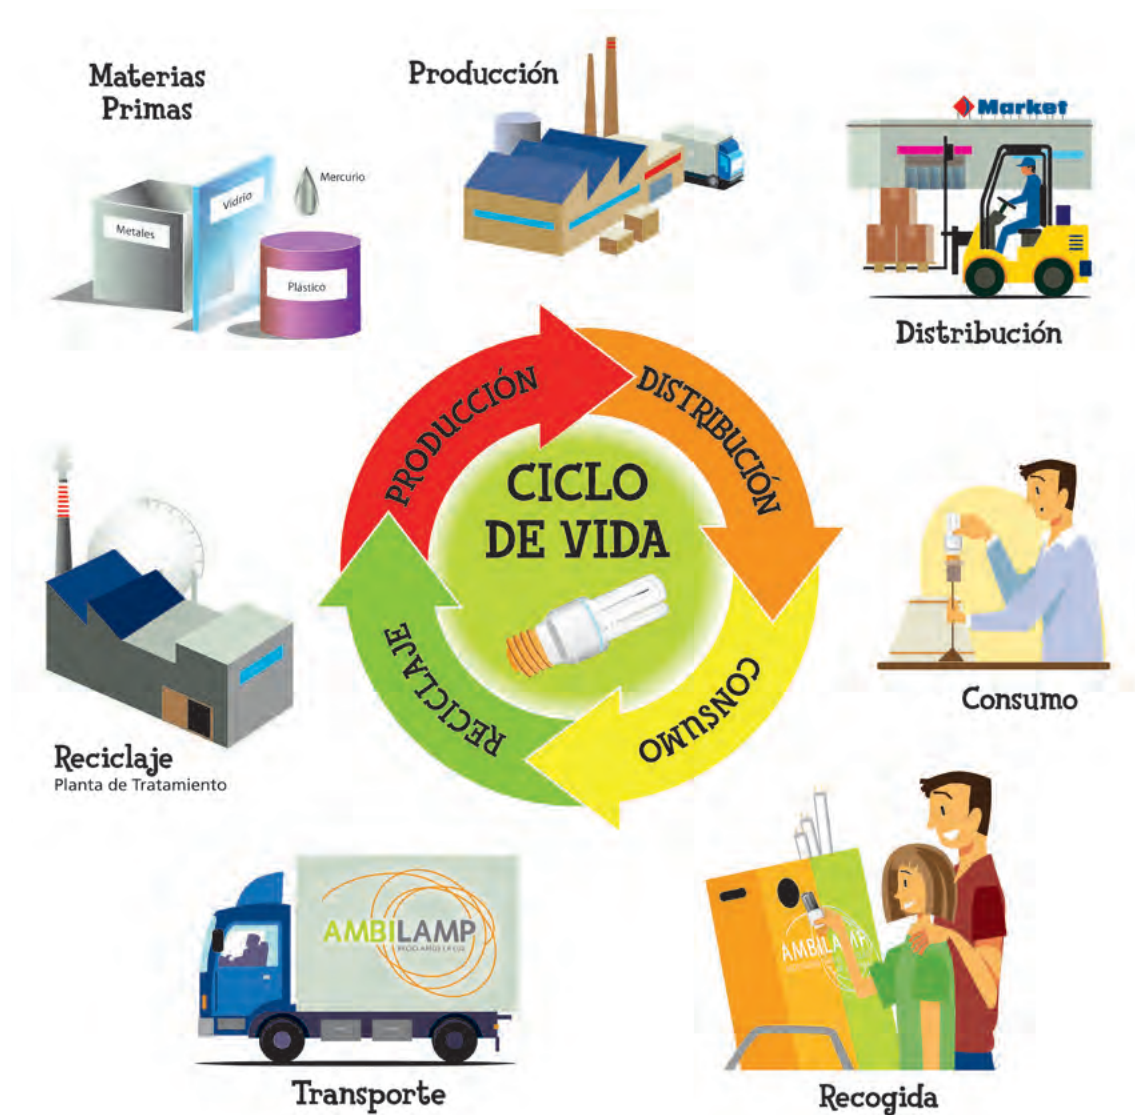 Materias
Primas
Metales
Vidrio
Mercurio
Plástico
Producción
Market
Distribución
PRODUCCIÓN
DISTRIBUCIÓN
CONSUMO
RECICLAJE
CICLO
DE VIDA
Consumo
Reciclaje
Planta de Tratamiento
AMBILAMP
Transporte
AMBILAMP
Recogida